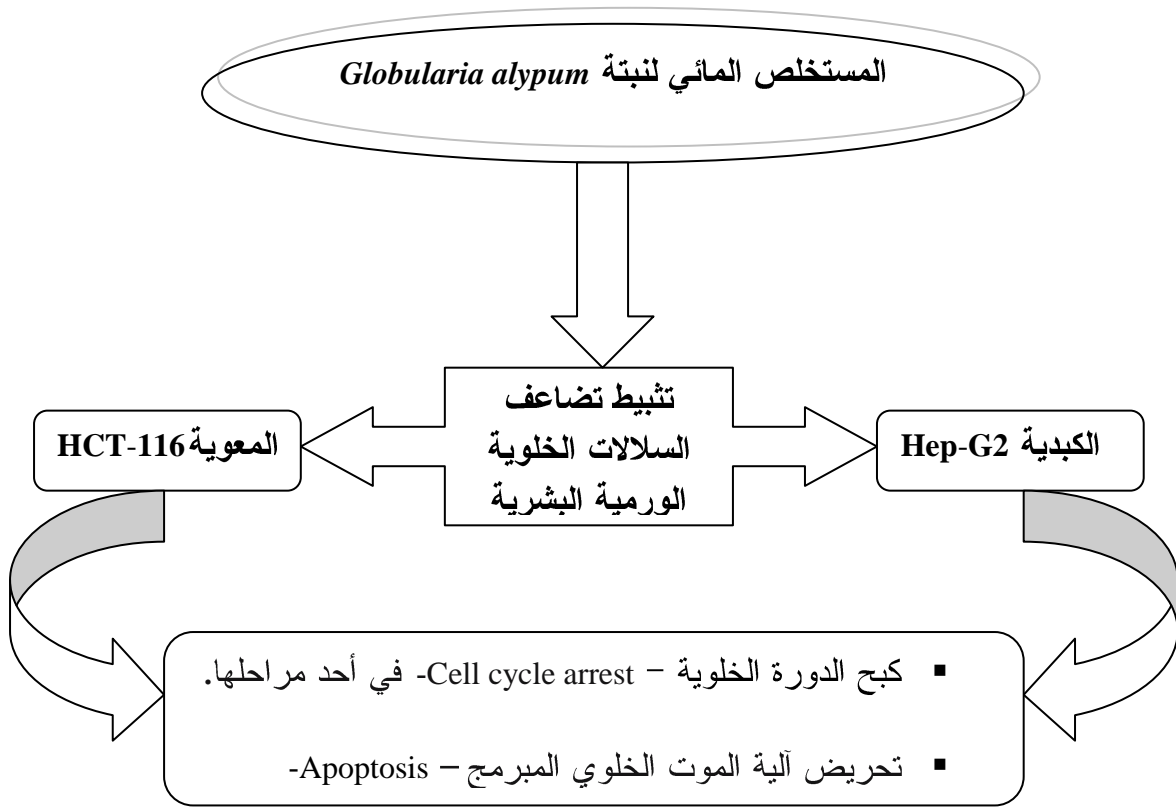 المستخلص المائي لنبتة Globularia alypum
تثبيط تضاعف
السلالات الخلوية
الورمية البشرية
الكبدية Hep-G2
المعوية HCT-116
▪ كبح الدورة الخلوية – Cell cycle arrest- في أحد مراحلها.
▪ تحريض آلية الموت الخلوي المبرمج – Apoptosis-